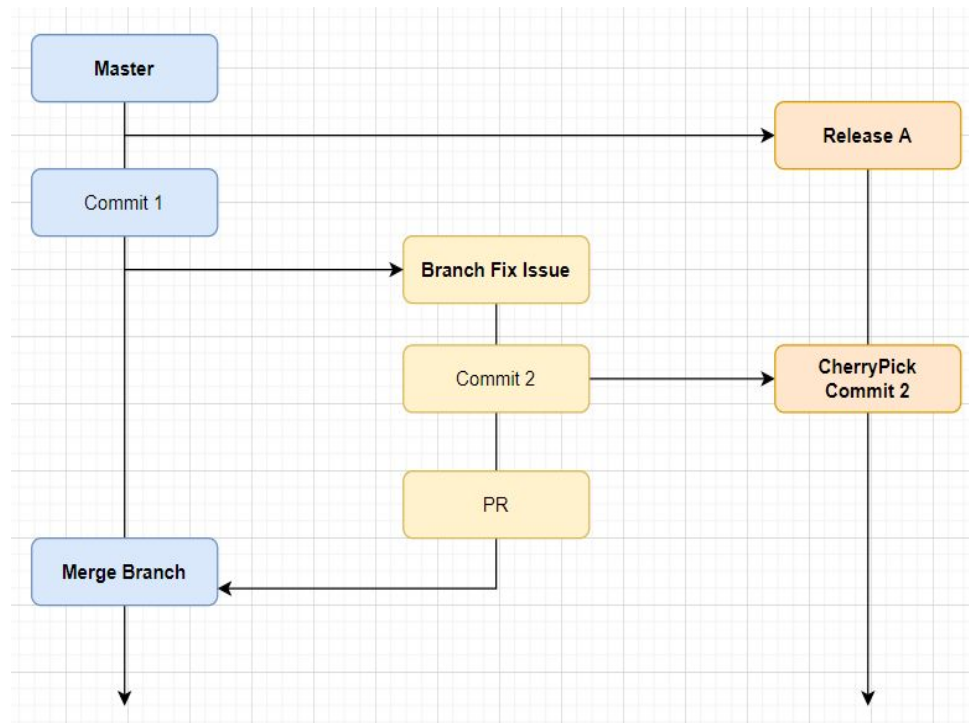 Master
Release A
Commit 1
Branch Fix Issue
Commit 2
CherryPick
Commit 2
PR
Merge Branch